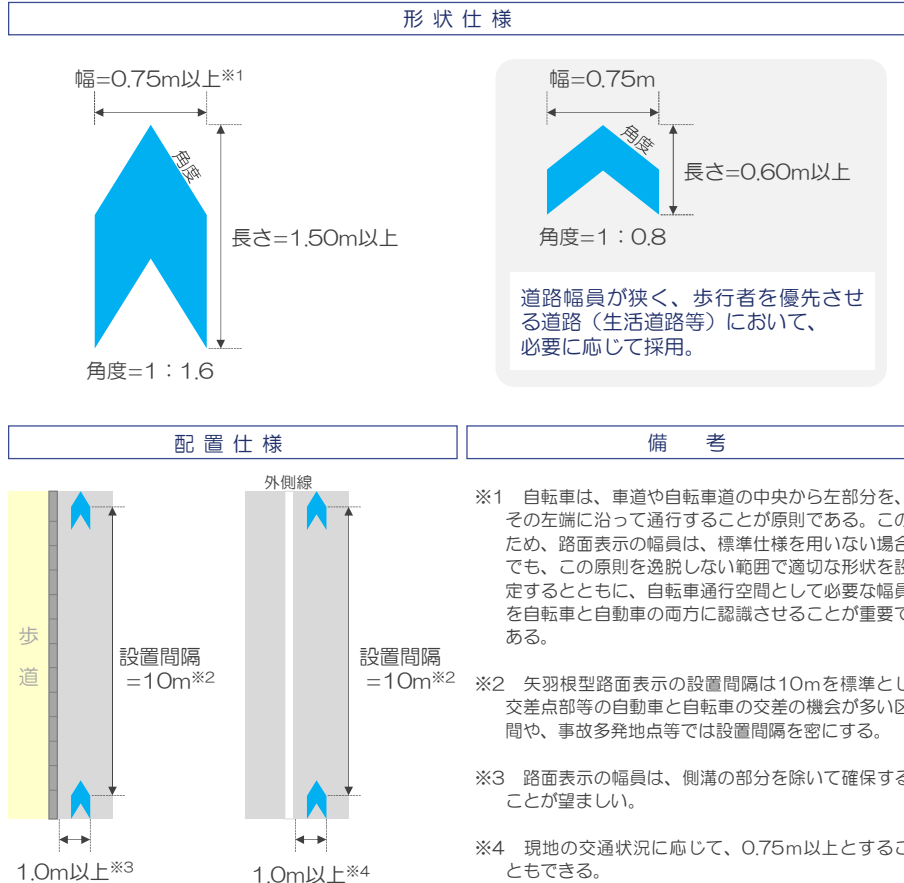 形状仕様
幅=0.75m以上※1
角度
長さ=1.50m以上
角度=1：1.6
幅=0.75m
角度
長さ=0.60m以上
角度=1：0.8
道路幅員が狭く、歩行者を優先させ
る道路（生活道路等）において、
必要に応じて採用。
配置仕様
歩
道
設置間隔
=10m※2
1.0m以上※3
外側線
設置間隔
=10m※2
1.0m以上※4
備 考
※1 自転車は、車道や自転車道の中央から左部分を、
その左端に沿って通行することが原則である。この
ため、路面表示の幅員は、標準仕様を用いない場合
でも、この原則を逸脱しない範囲で適切な形状を設
定するとともに、自転車通行空間として必要な幅員
を自転車と自動車の両方に認識させることが重要で
ある。
※2 矢羽根型路面表示の設置間隔は10mを標準とし
交差点部等の自動車と自転車の交差の機会が多い区
間や、事故多発地点等では設置間隔を密にする。
※3 路面表示の幅員は、側溝の部分を除いて確保する
ことが望ましい。
※4 現地の交通状況に応じて、0.75m以上とするこ
ともできる。